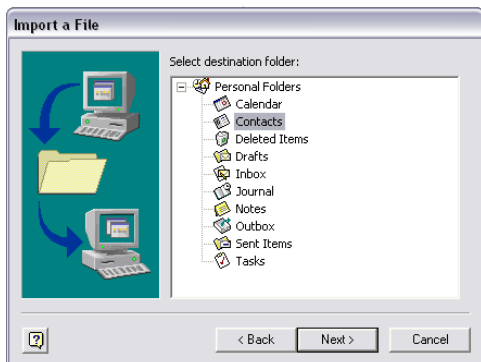 Import a File
Select destination folder:
Personal Folders
Calendar
Contacts
Deleted Items
Drafts
Inbox
Journal
Notes
Outbox
Sent Items
Tasks
< Back Next > Cancel